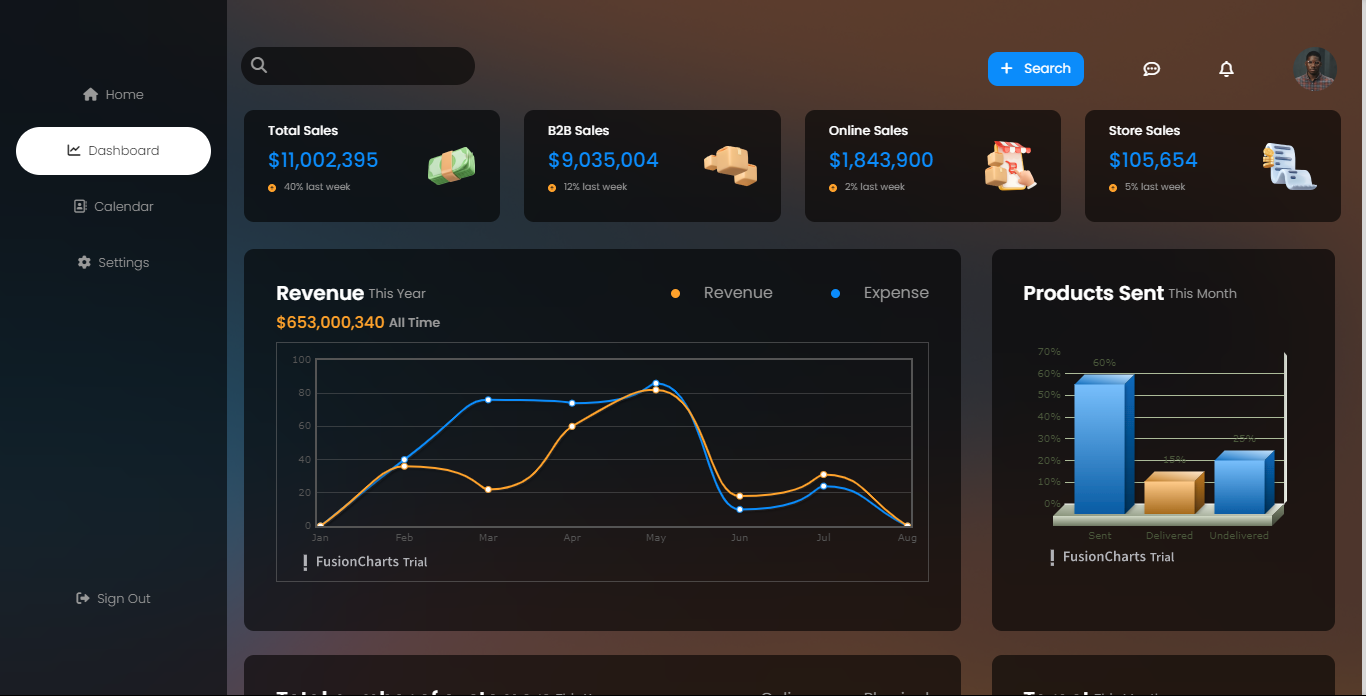 Home
Dashboard
Calendar
Settings
Sign Out
Search
Total Sales
$11,002,395
40% last week
B2B Sales
$9,035,004
12% last week
Online Sales
$1,843,900
2% last week
Store Sales
$105,654
5% last week
Revenue This Year
Revenue
Expense
$653,000,340 All Time
100
80
60
40
20
0
Jan Feb Mar Apr May Jun Jul Aug
FusionCharts Trial
Products Sent This Month
70%
60%
50%
40%
30%
20%
10%
0%
60%
15%
25%
Sent Delivered Undelivered
FusionCharts Trial